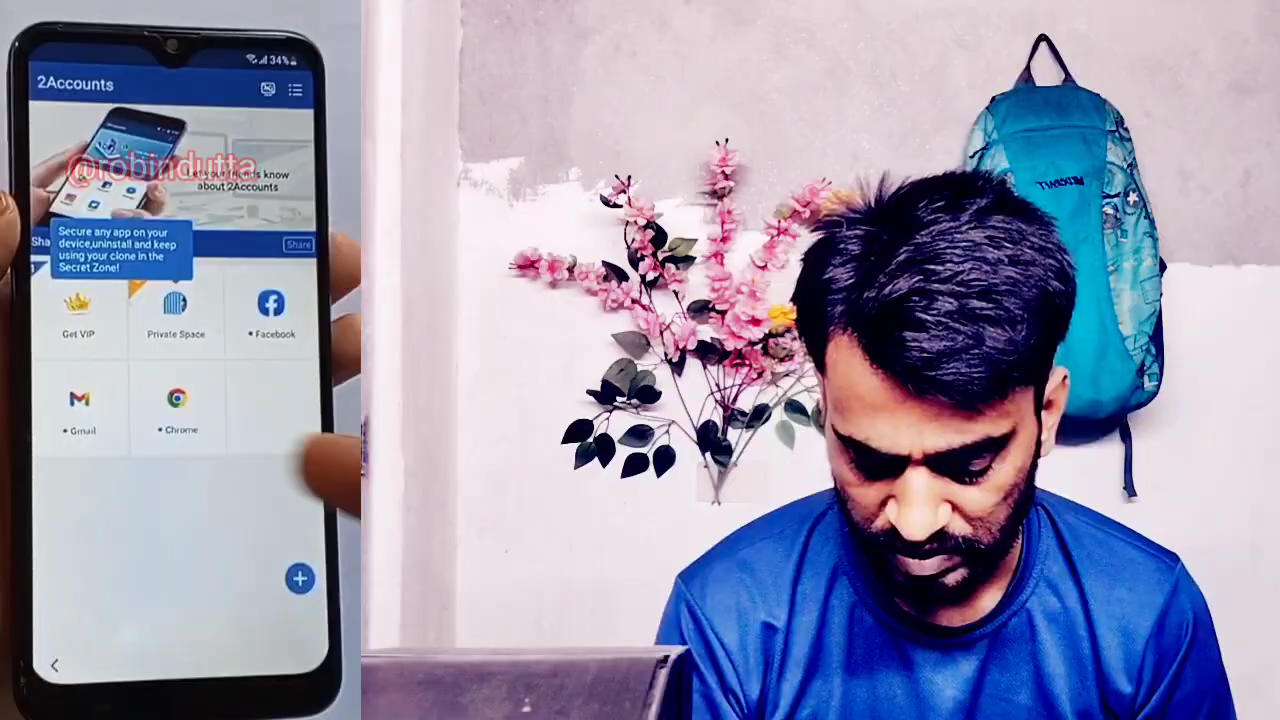 34%
2Accounts
@robindutta
Let your friends know
about 2Accounts
Secure any app on your
device,uninstall and keep
using your clone in the
Secret Zone!
Sha
Share
Get VIP
Private Space
Facebook
Gmail
Chrome